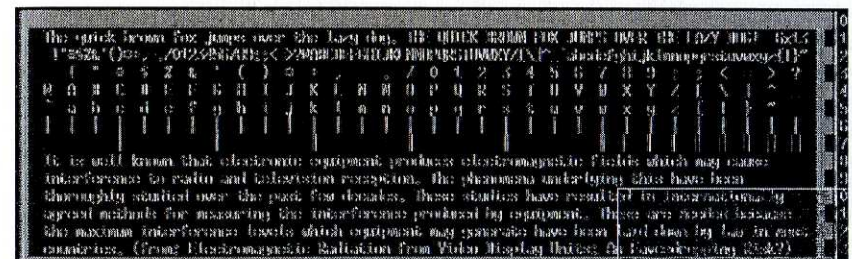 The quick brown fox jumps over the lazy dog. THE QUICK BROWN FOX JUMPS OVER THE LAZY DOG! 6x13
/ 0 1 2 3 4 5 6 7 8 9 : ; < = > ?
@ A B C D E F G H I J K L M N O P Q R S T U V W X Y Z [ \ ] ^ _
` a b c d e f g h i j k l m n o p q r s t u v w x y z { | } ~
It is well known that electronic equipment produces electromagnetic fields which may cause
interference to radio and television reception. The phenomena underlying this have been
thoroughly studied over the past few decades. These studies have resulted in internationally
agreed methods for measuring the interference produced by equipment. These are needed because
the maximum interference levels which equipment may generate have been laid down by law in most
countries. (from: Electromagnetic Radiation from Video Display Units: An Eavesdropping Risk?)